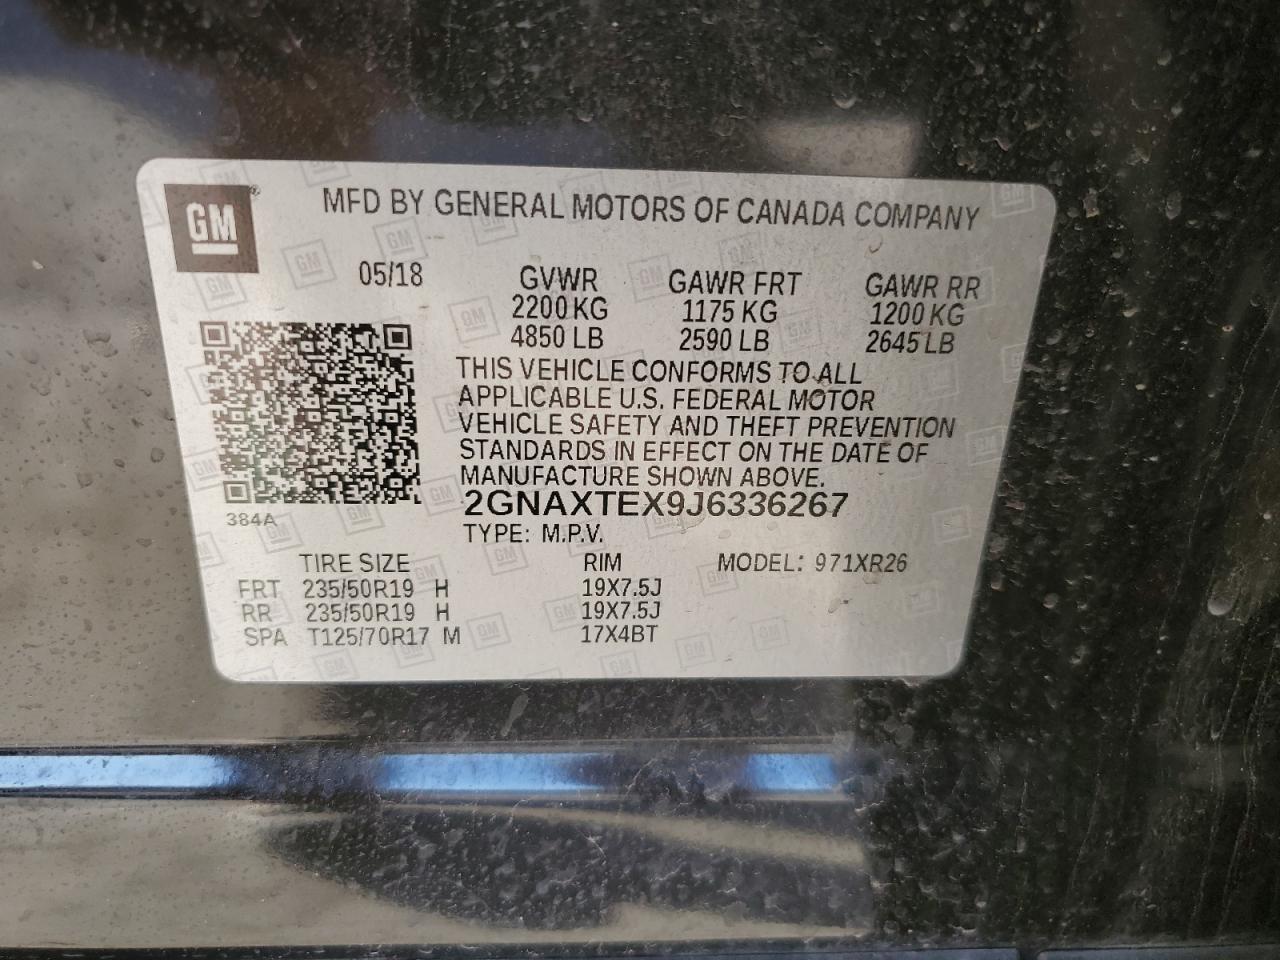 GM®
MFD BY GENERAL MOTORS OF CANADA COMPANY
05/18 GVWR GAWR FRT GAWR RR
2200 KG 1175 KG 1200 KG
4850 LB 2590 LB 2645 LB
THIS VEHICLE CONFORMS TO ALL
APPLICABLE U.S. FEDERAL MOTOR
VEHICLE SAFETY AND THEFT PREVENTION
STANDARDS IN EFFECT ON THE DATE OF
MANUFACTURE SHOWN ABOVE.
2GNAXTEX9J6336267
384A
TYPE: M.P.V.
TIRE SIZE RIM MODEL: 971XR26
FRT 235/50R19 H 19X7.5J
RR 235/50R19 H 19X7.5J
SPA T125/70R17 M 17X4BT